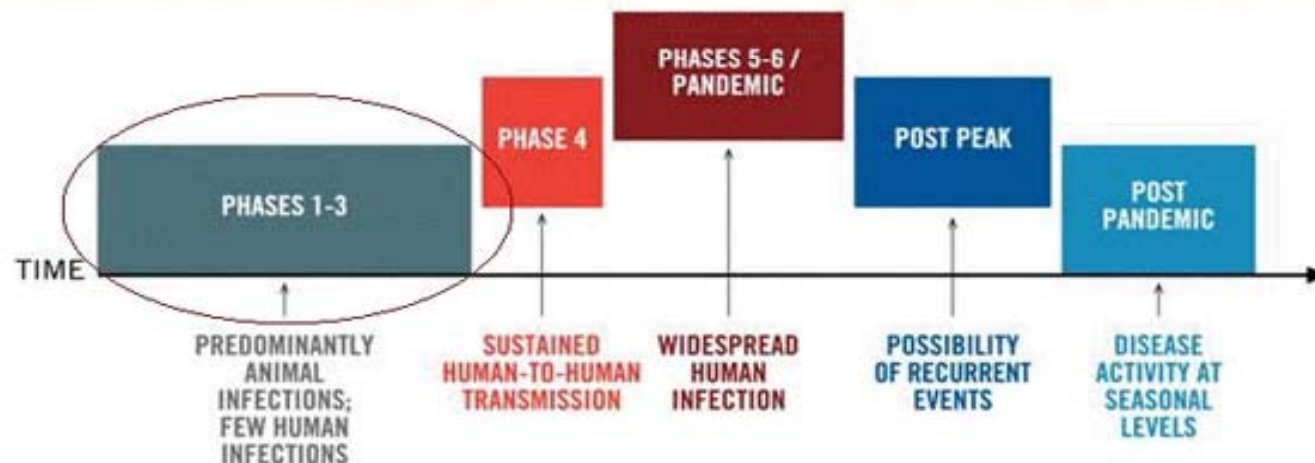 PHASES 5-6 /
PANDEMIC
PHASE 4
POST PEAK
PHASES 1-3
POST
PANDEMIC
TIME
PREDOMINANTLY
ANIMAL
INFECTIONS;
FEW HUMAN
INFECTIONS
SUSTAINED
HUMAN-TO-HUMAN
TRANSMISSION
WIDESPREAD
HUMAN
INFECTION
POSSIBILITY
OF RECURRENT
EVENTS
DISEASE
ACTIVITY AT
SEASONAL
LEVELS